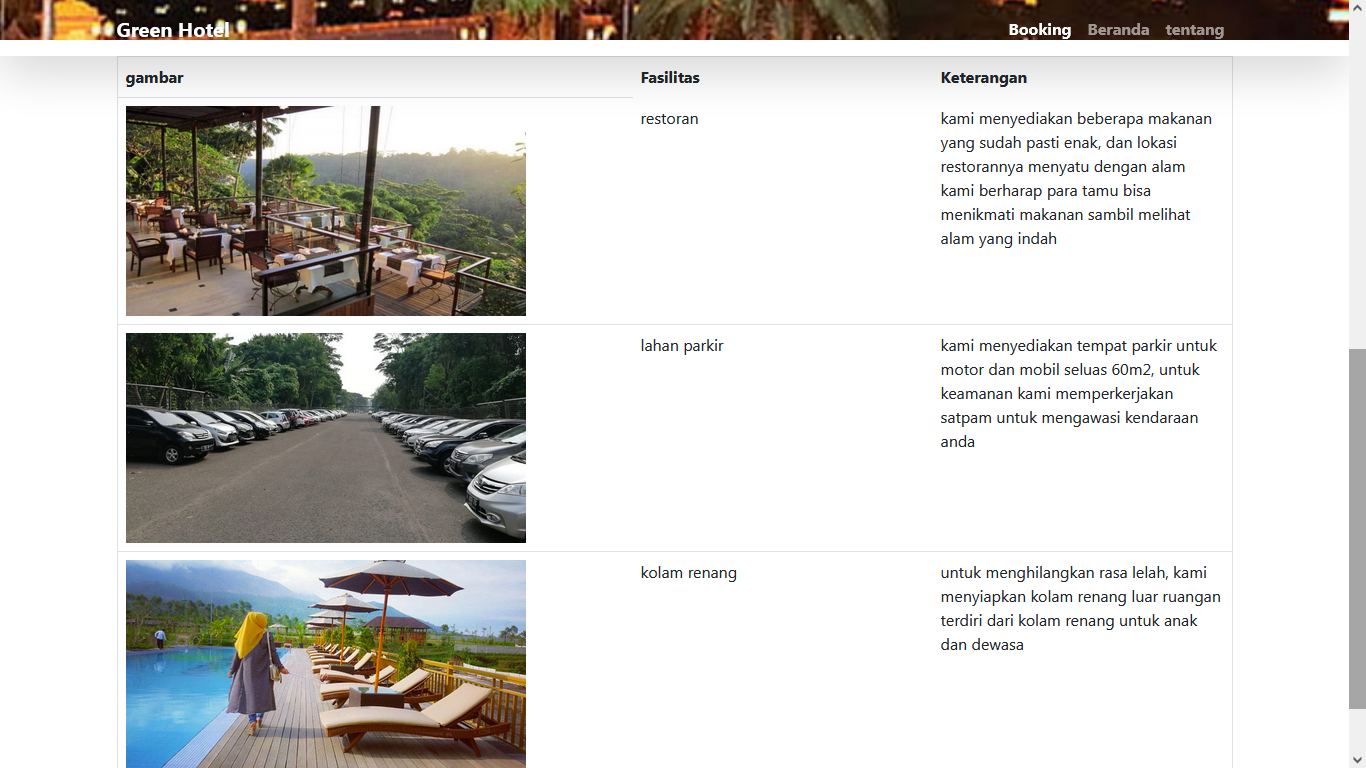 Green Hotel
Booking Beranda tentang
gambar Fasilitas Keterangan
restoran
kami menyediakan beberapa makanan
yang sudah pasti enak, dan lokasi
restorannya menyatu dengan alam
kami berharap para tamu bisa
menikmati makanan sambil melihat
alam yang indah
lahan parkir
kami menyediakan tempat parkir untuk
motor dan mobil seluas 60m2, untuk
keamanan kami memperkerjakan
satpam untuk mengawasi kendaraan
anda
kolam renang
untuk menghilangkan rasa lelah, kami
menyiapkan kolam renang luar ruangan
terdiri dari kolam renang untuk anak
dan dewasa